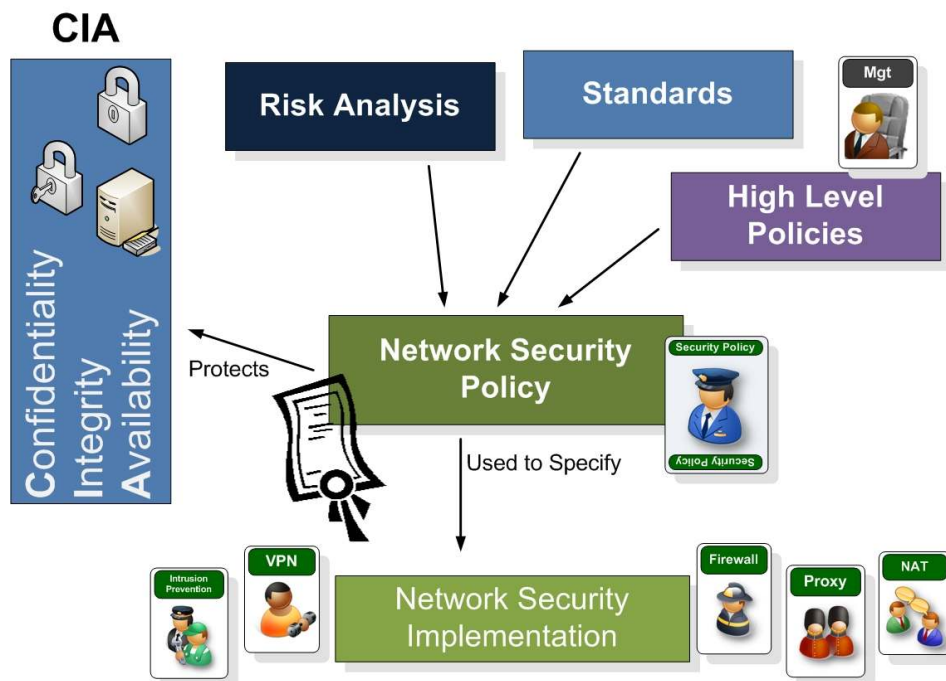 CIA
Confidentiality
Integrity
Availability
Risk Analysis
Standards
Mgt
High Level
Policies
Protects
Network Security
Policy
Security Policy
Security Policy
Used to Specify
Intrusion
Prevention
VPN
Network Security
Implementation
Firewall
Proxy
NAT